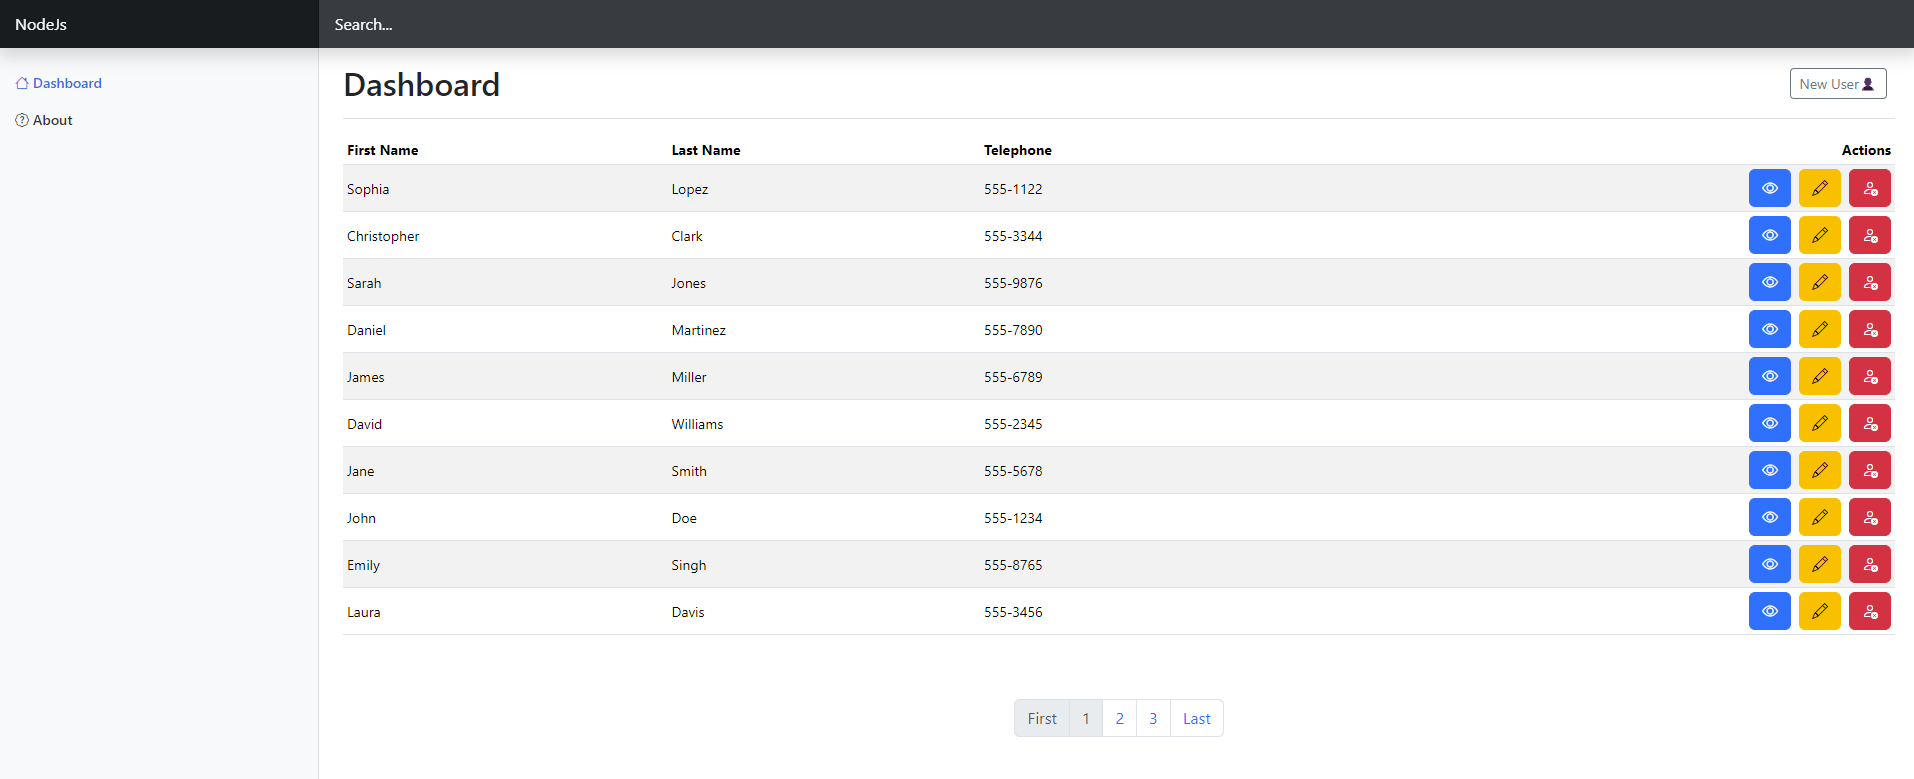 NodeJs
Search...
Dashboard
About
Dashboard
New User
First Name Last Name Telephone Actions
Sophia Lopez 555-1122
Christopher Clark 555-3344
Sarah Jones 555-9876
Daniel Martinez 555-7890
James Miller 555-6789
David Williams 555-2345
Jane Smith 555-5678
John Doe 555-1234
Emily Singh 555-8765
Laura Davis 555-3456
First 1 2 3 Last